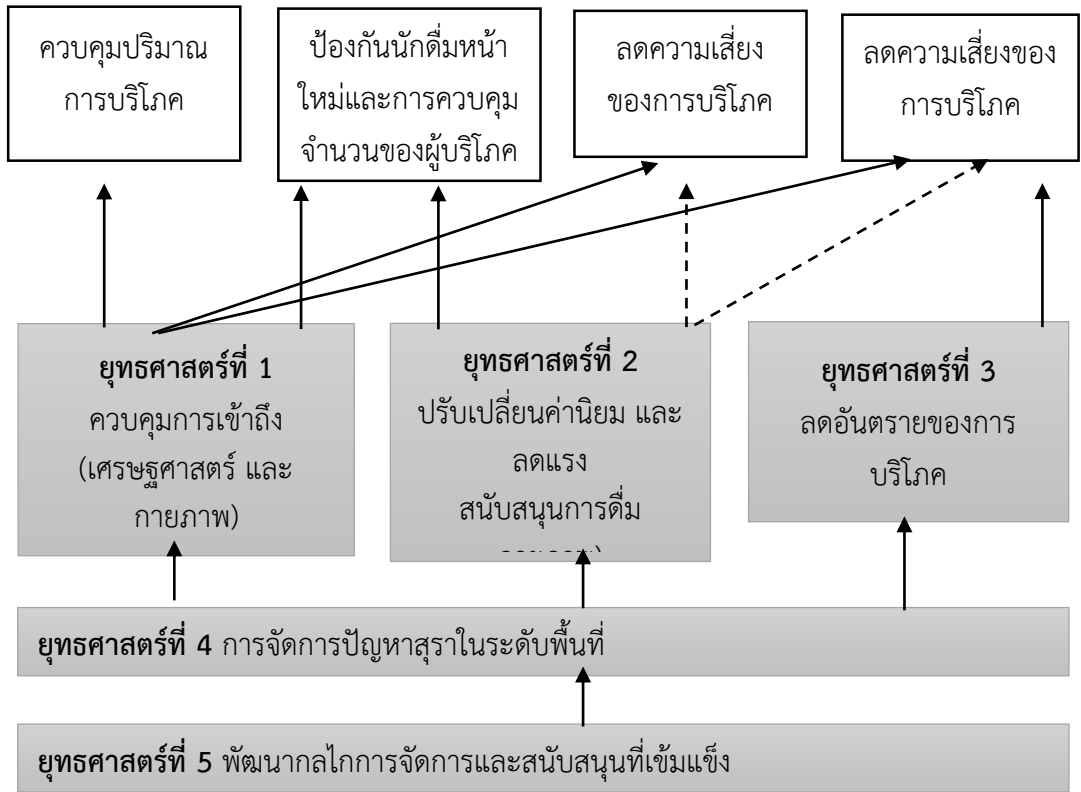 ควบคุมปริมาณ
การบริโภค
ป้องกันนักดื่มหน้า
ใหม่และการควบคุม
จำนวนของผู้บริโภค
ลดความเสี่ยง
ของการบริโภค
ลดความเสี่ยงของ
การบริโภค
ยุทธศาสตร์ที่ 1
ควบคุมการเข้าถึง
(เศรษฐศาสตร์ และ
กายภาพ)
ยุทธศาสตร์ที่ 2
ปรับเปลี่ยนค่านิยม และ
ลดแรง
สนับสนุนการดื่ม
ยุทธศาสตร์ที่ 3
ลดอันตรายของการ
บริโภค
ยุทธศาสตร์ที่ 4 การจัดการปัญหาสุราในระดับพื้นที่
ยุทธศาสตร์ที่ 5 พัฒนากลไกการจัดการและสนับสนุนที่เข้มแข็ง